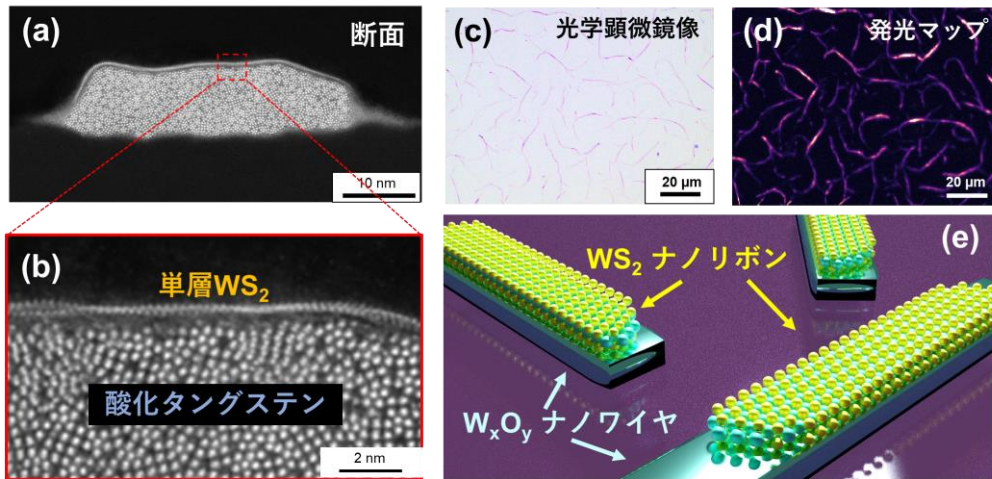 (a)
断面
10 nm
(b)
単層WS₂
酸化タングステン
2 nm
(c)
光学顕微鏡像
20 µm
(d)
発光マップ
20 µm
(e)
WS₂ ナノリボン
WₓOᵧ ナノワイヤ